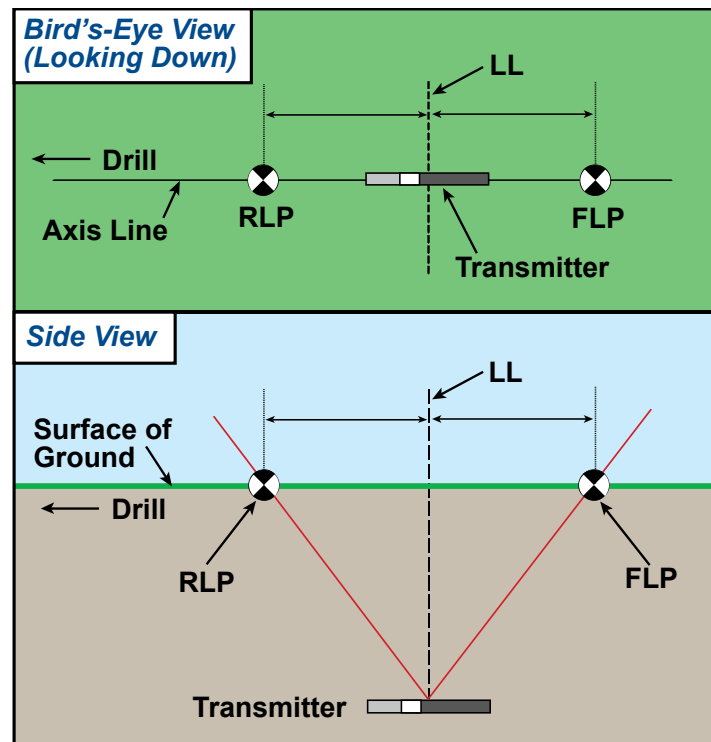 Bird's-Eye View
(Looking Down)
LL
Drill
RLP
FLP
Axis Line
Transmitter
Side View
LL
Surface of
Ground
Drill
RLP
FLP
Transmitter